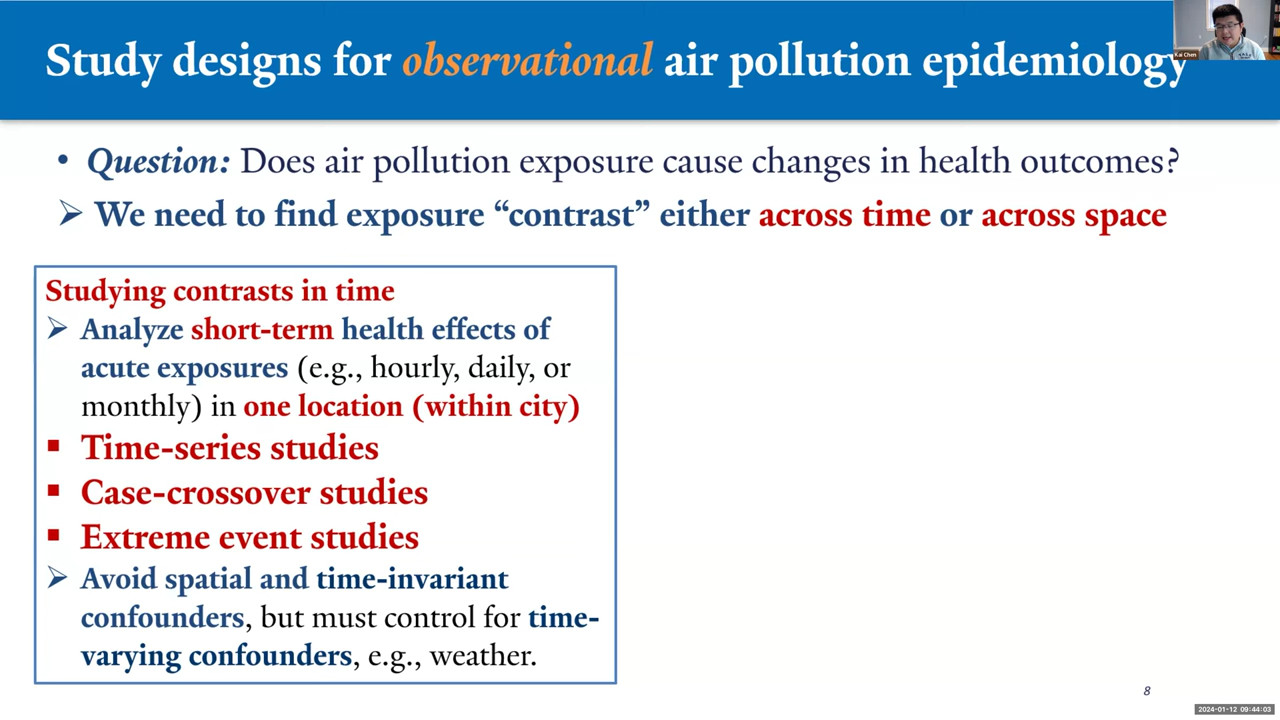 Study designs for observational air pollution epidemiology
Kai Chen
• Question: Does air pollution exposure cause changes in health outcomes?
➢ We need to find exposure “contrast” either across time or across space
Studying contrasts in time
➢ Analyze short-term health effects of
acute exposures (e.g., hourly, daily, or
monthly) in one location (within city)
▪ Time-series studies
▪ Case-crossover studies
▪ Extreme event studies
➢ Avoid spatial and time-invariant
confounders, but must control for time-
varying confounders, e.g., weather.
8
2024-01-12 09:44:03